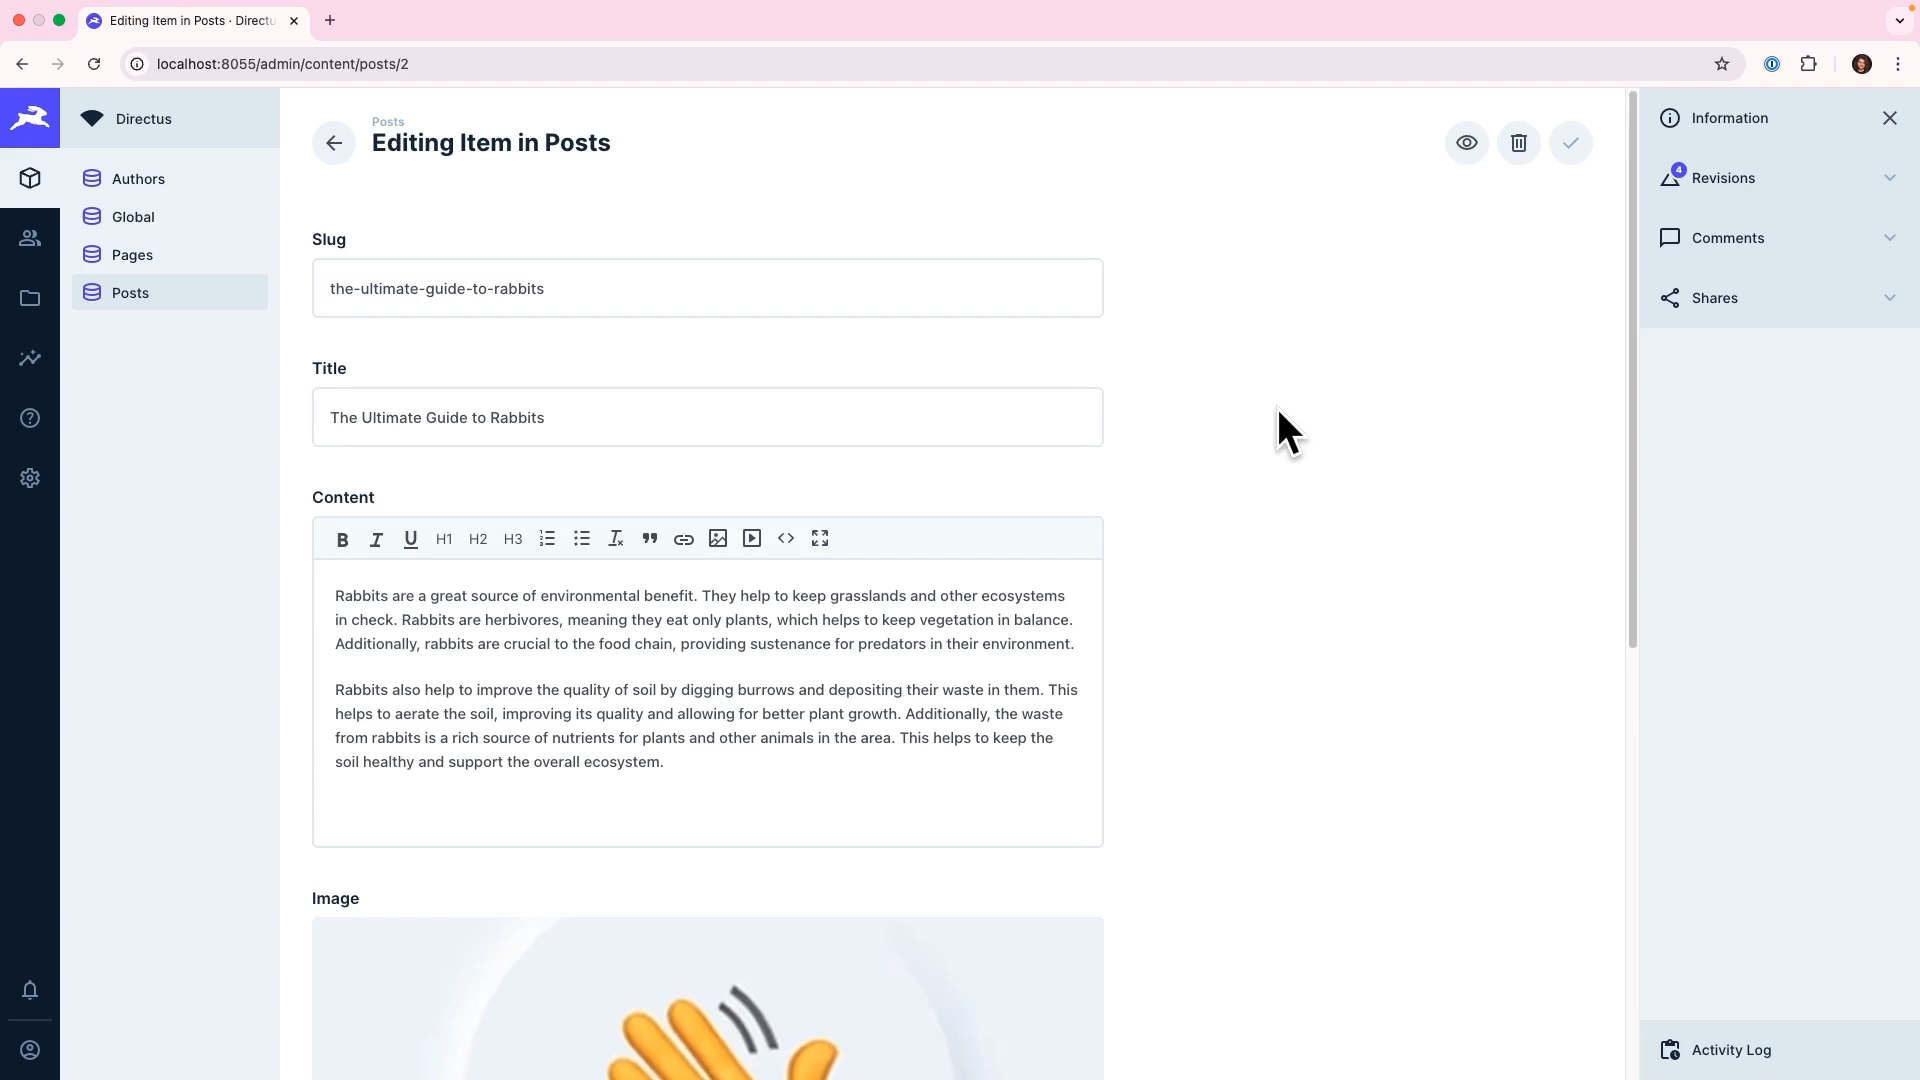 Editing Item in Posts · Directu
localhost:8055/admin/content/posts/2
Directus
Authors
Global
Pages
Posts
Posts
Editing Item in Posts
Slug
the-ultimate-guide-to-rabbits
Title
The Ultimate Guide to Rabbits
Content
B I U H1 H2 H3
Rabbits are a great source of environmental benefit. They help to keep grasslands and other ecosystems
in check. Rabbits are herbivores, meaning they eat only plants, which helps to keep vegetation in balance.
Additionally, rabbits are crucial to the food chain, providing sustenance for predators in their environment.
Rabbits also help to improve the quality of soil by digging burrows and depositing their waste in them. This
helps to aerate the soil, improving its quality and allowing for better plant growth. Additionally, the waste
from rabbits is a rich source of nutrients for plants and other animals in the area. This helps to keep the
soil healthy and support the overall ecosystem.
Image
Information
4
Revisions
Comments
Shares
Activity Log